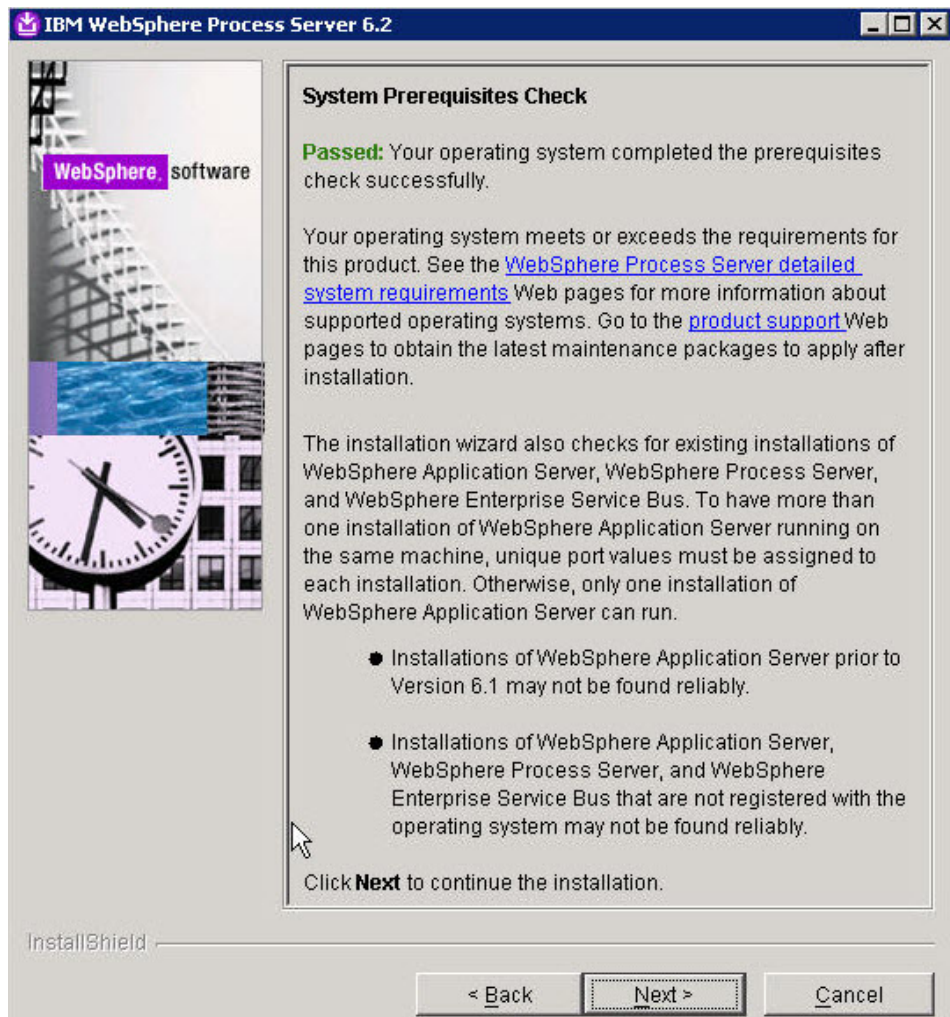 IBM WebSphere Process Server 6.2
WebSphere. software
System Prerequisites Check
Passed: Your operating system completed the prerequisites
check successfully.
Your operating system meets or exceeds the requirements for
this product. See the WebSphere Process Server detailed
system requirements Web pages for more information about
supported operating systems. Go to the product support Web
pages to obtain the latest maintenance packages to apply after
installation.
The installation wizard also checks for existing installations of
WebSphere Application Server, WebSphere Process Server,
and WebSphere Enterprise Service Bus. To have more than
one installation of WebSphere Application Server running on
the same machine, unique port values must be assigned to
each installation. Otherwise, only one installation of
WebSphere Application Server can run.
● Installations of WebSphere Application Server prior to
Version 6.1 may not be found reliably.
● Installations of WebSphere Application Server,
WebSphere Process Server, and WebSphere
Enterprise Service Bus that are not registered with the
operating system may not be found reliably.
Click Next to continue the installation.
InstallShield
< Back Next > Cancel